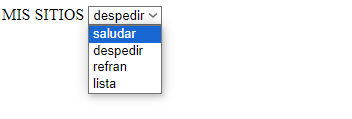 MIS SITIOS despedir
saludar
despedir
refran
lista